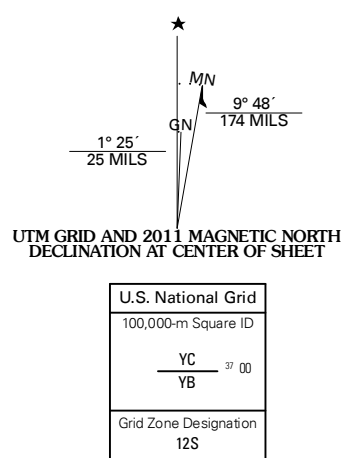 MN
GN
9° 48´
174 MILS
1° 25´
25 MILS
UTM GRID AND 2011 MAGNETIC NORTH
DECLINATION AT CENTER OF SHEET
U.S. National Grid
100,000-m Square ID
YC
37 00
YB
Grid Zone Designation
12S